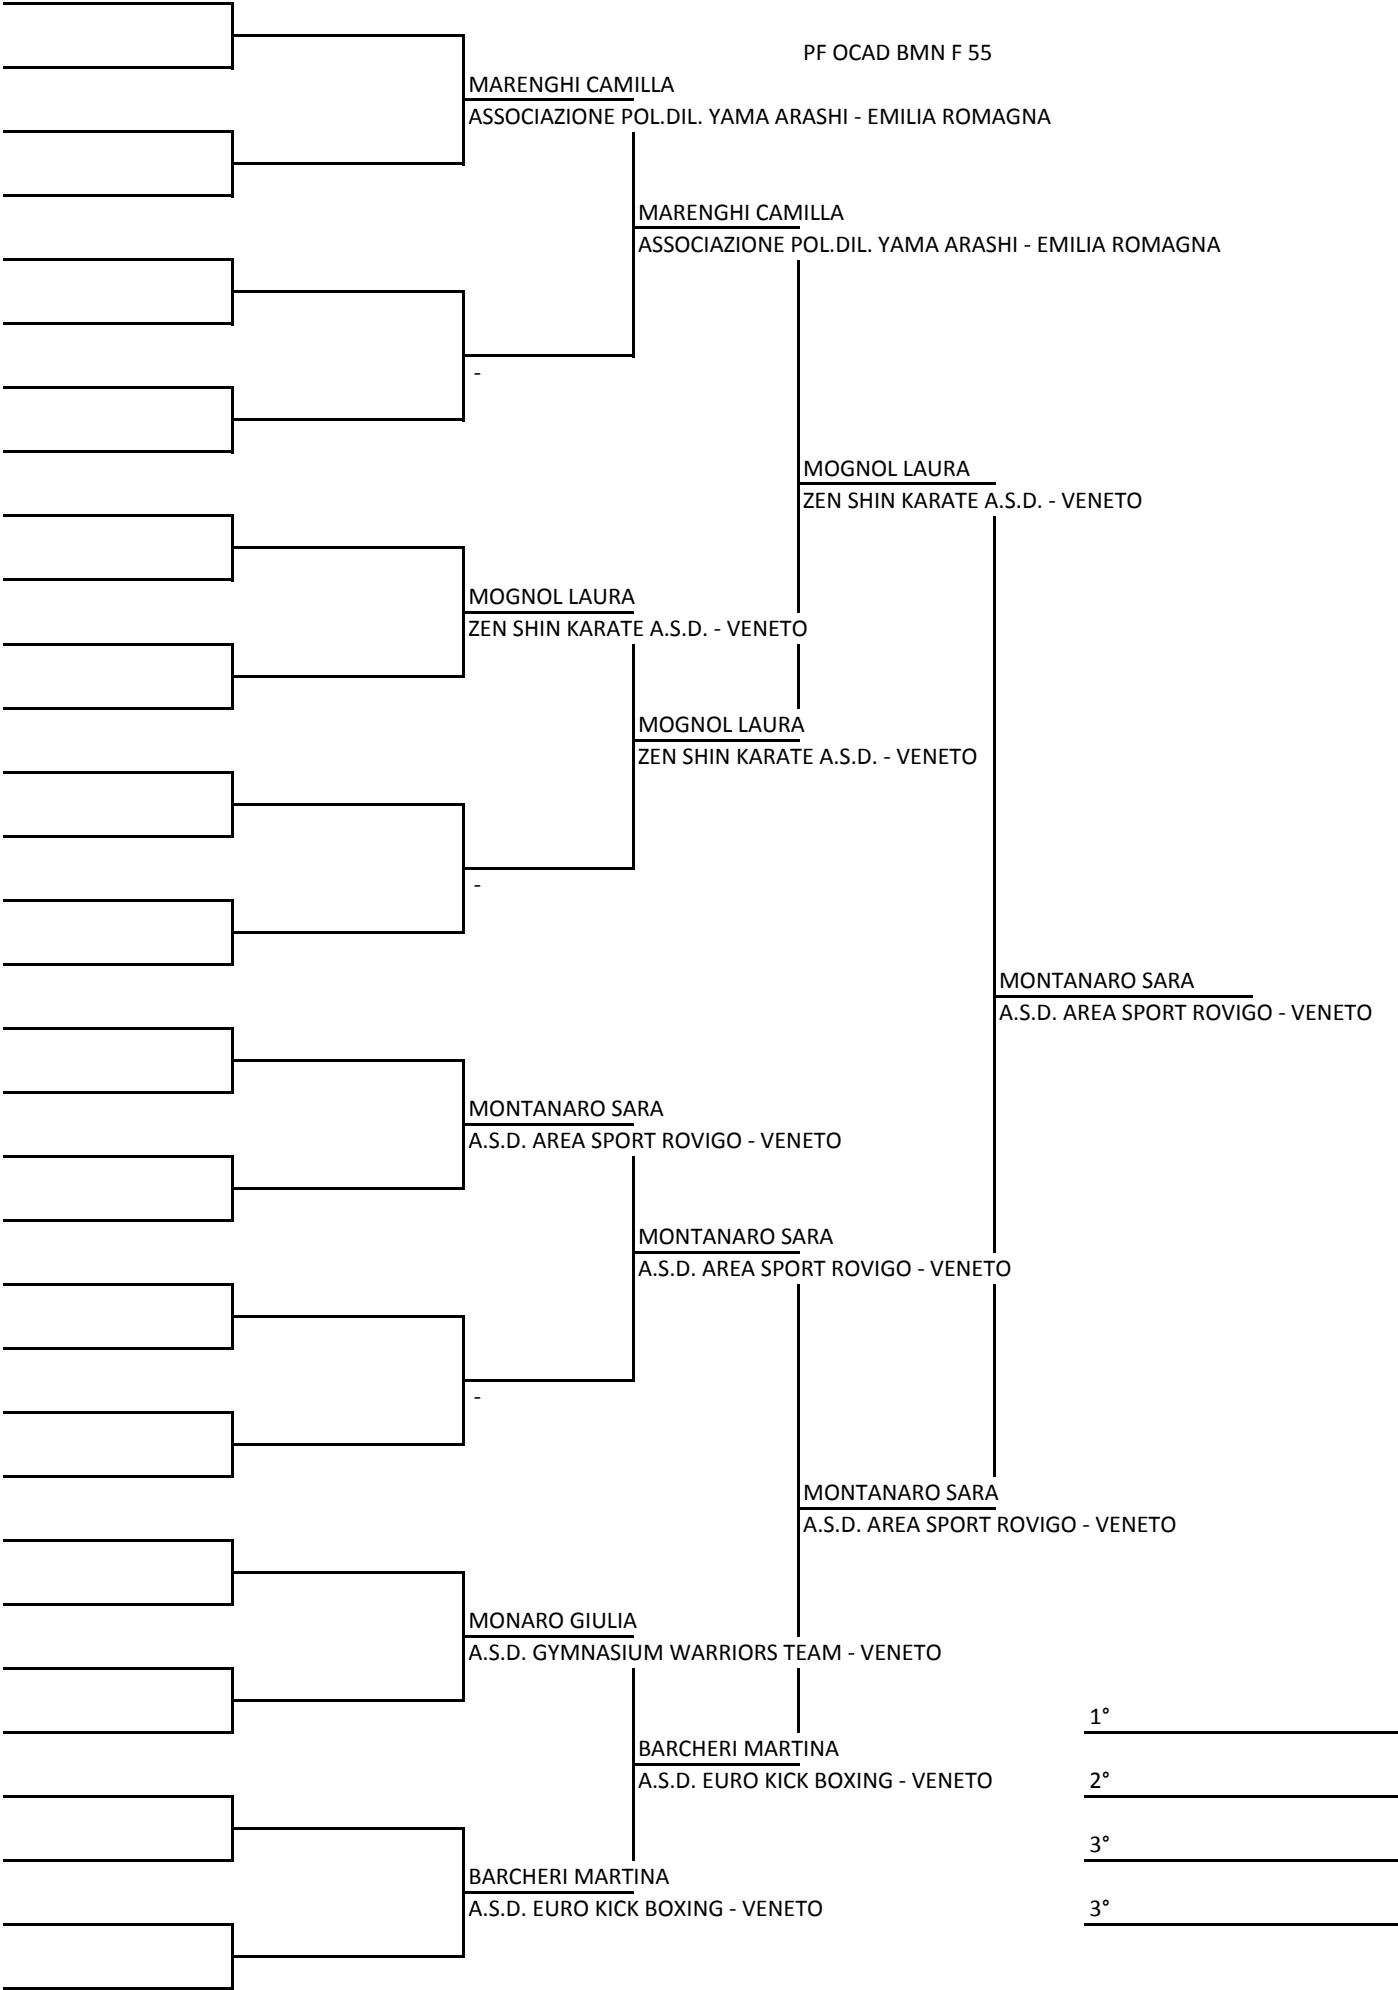 PF OCAD BMN F 55
MARENGHI CAMILLA
ASSOCIAZIONE POL.DIL. YAMA ARASHI - EMILIA ROMAGNA
MARENGHI CAMILLA
ASSOCIAZIONE POL.DIL. YAMA ARASHI - EMILIA ROMAGNA
-
MOGNOL LAURA
ZEN SHIN KARATE A.S.D. - VENETO
MOGNOL LAURA
ZEN SHIN KARATE A.S.D. - VENETO
MOGNOL LAURA
ZEN SHIN KARATE A.S.D. - VENETO
-
MONTANARO SARA
A.S.D. AREA SPORT ROVIGO - VENETO
MONTANARO SARA
A.S.D. AREA SPORT ROVIGO - VENETO
MONTANARO SARA
A.S.D. AREA SPORT ROVIGO - VENETO
-
MONTANARO SARA
A.S.D. AREA SPORT ROVIGO - VENETO
MONARO GIULIA
A.S.D. GYMNASIUM WARRIORS TEAM - VENETO
1°
BARCHERI MARTINA
A.S.D. EURO KICK BOXING - VENETO
2°
3°
BARCHERI MARTINA
A.S.D. EURO KICK BOXING - VENETO
3°